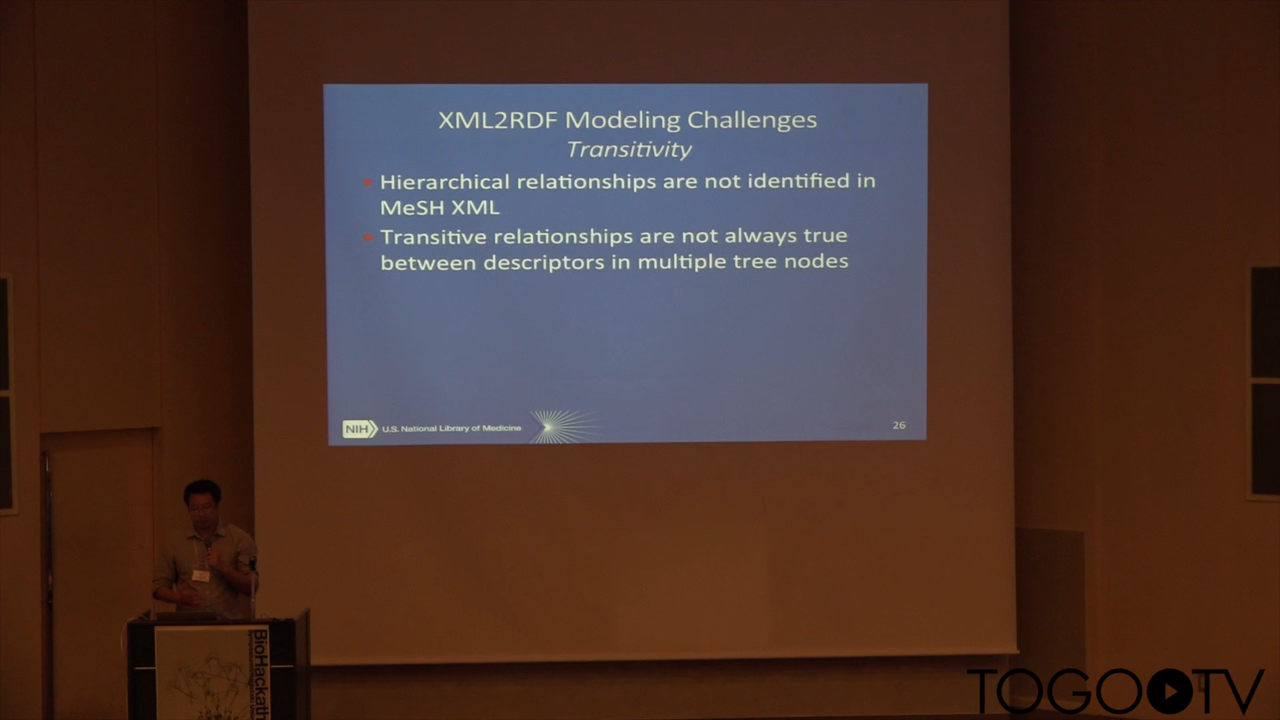 XML2RDF Modeling Challenges
Transitivity
Hierarchical relationships are not identified in
MeSH XML
Transitive relationships are not always true
between descriptors in multiple tree nodes
NIH U.S. National Library of Medicine
26
BioHackath
TOGO TV